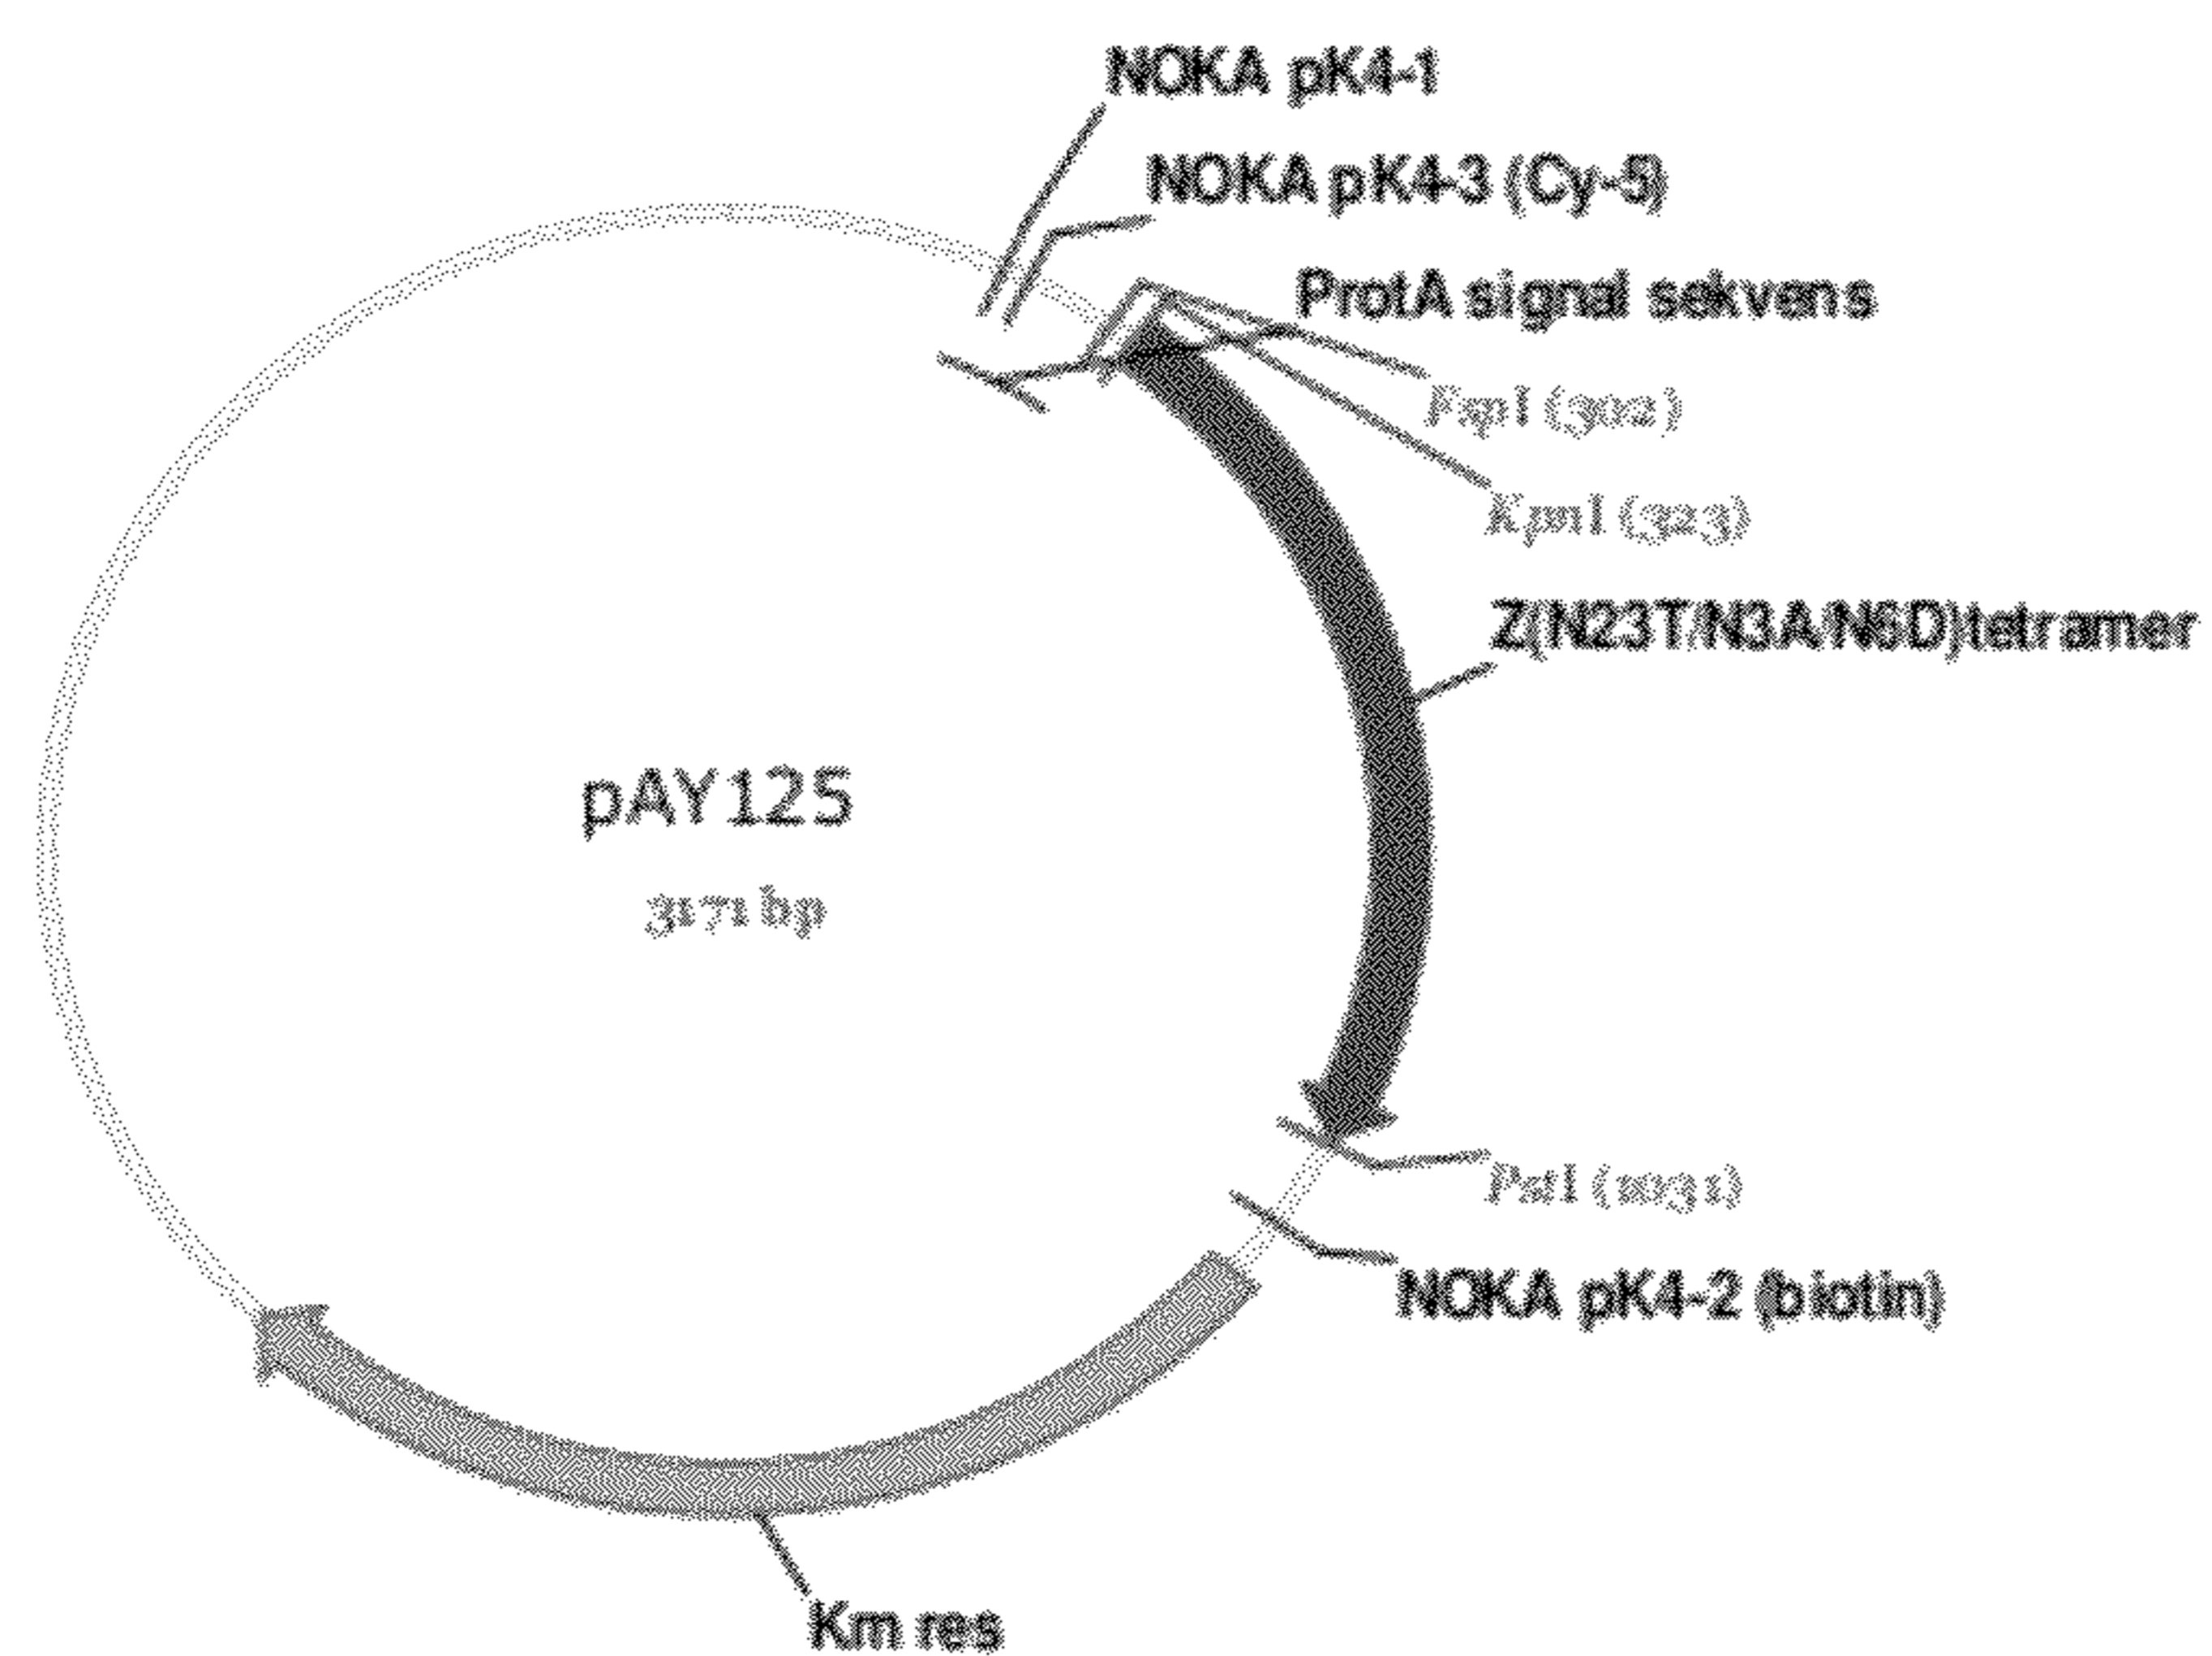 NOKA pK4-1
NOKA pK4-3 (Cy-5)
ProtA signal sekvens
FspI (302)
KpnI (323)
Z(N23T/N3A/N6D)tetramer
pAY125
3171 bp
PstI (1031)
NOKA pK4-2 (biotin)
Km res